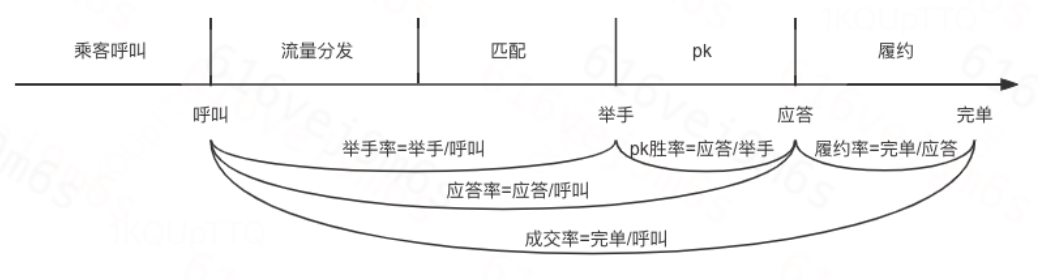 乘客呼叫
流量分发
匹配
pk
履约
呼叫
举手
应答
完单
举手率=举手/呼叫
pk胜率=应答/举手
履约率=完单/应答
应答率=应答/呼叫
成交率=完单/呼叫